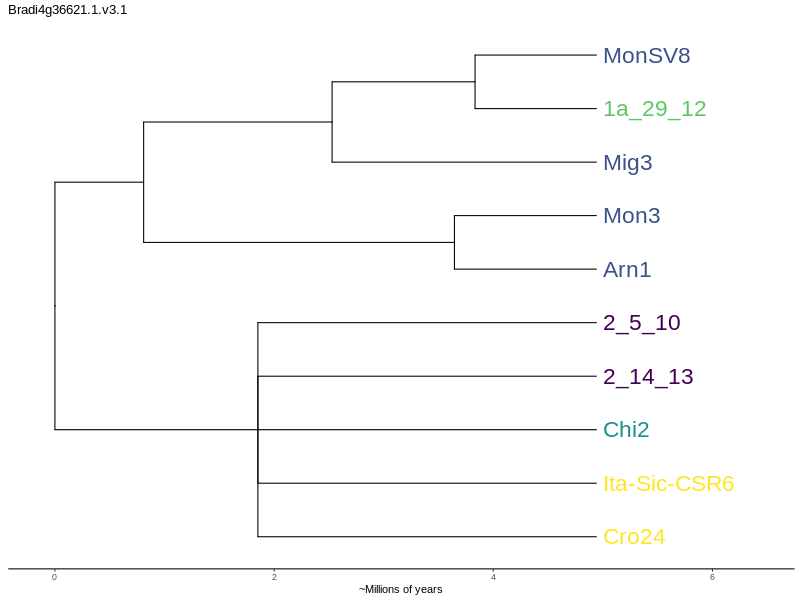 Bradi4g36621.1.v3.1
MonSV8
1a_29_12
Mig3
Mon3
Arn1
2_5_10
2_14_13
Chi2
Ita-Sic-CSR6
Cro24
0 2 4 6
~Millions of years